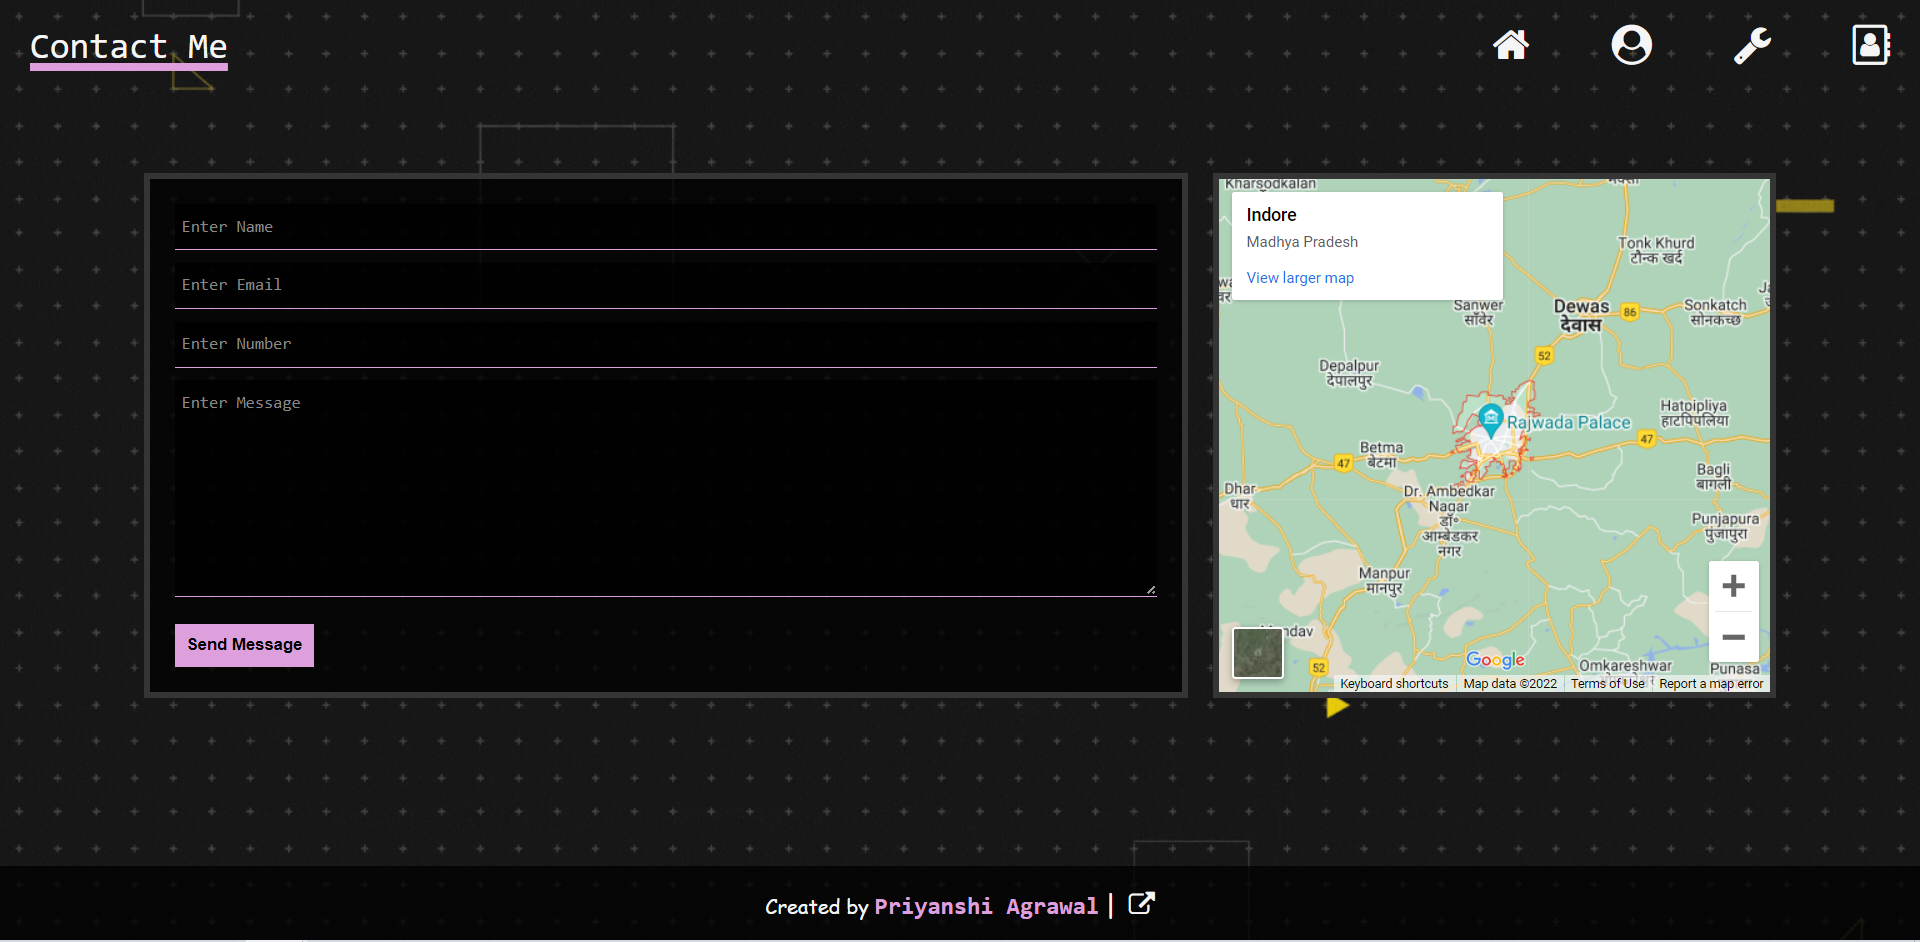 Contact Me
Enter Name
Enter Email
Enter Number
Enter Message
Send Message
Kharsodkalan
Indore
Madhya Pradesh
View larger map
Tonk Khurd
टोंन्क खर्द
Sanwer
साँवेर
Dewas
देवास
86
Sonkatch
सोनकच्छ
52
Depalpur
देपालपुर
Rajwada Palace
Hatpipliya
हाटपिपलिया
47
Betma
बेटमा
47
Bagli
बागली
Dhar
धार
Dr. Ambedkar
Nagar
डॉ॰
आम्बेडकर
नगर
Punjapura
पुंजापुरा
Manpur
मानपुर
52
Google
Omkareshwar
Punasa
Keyboard shortcuts
Map data ©2022
Terms of Use
Report a map error
Created by Priyanshi Agrawal |